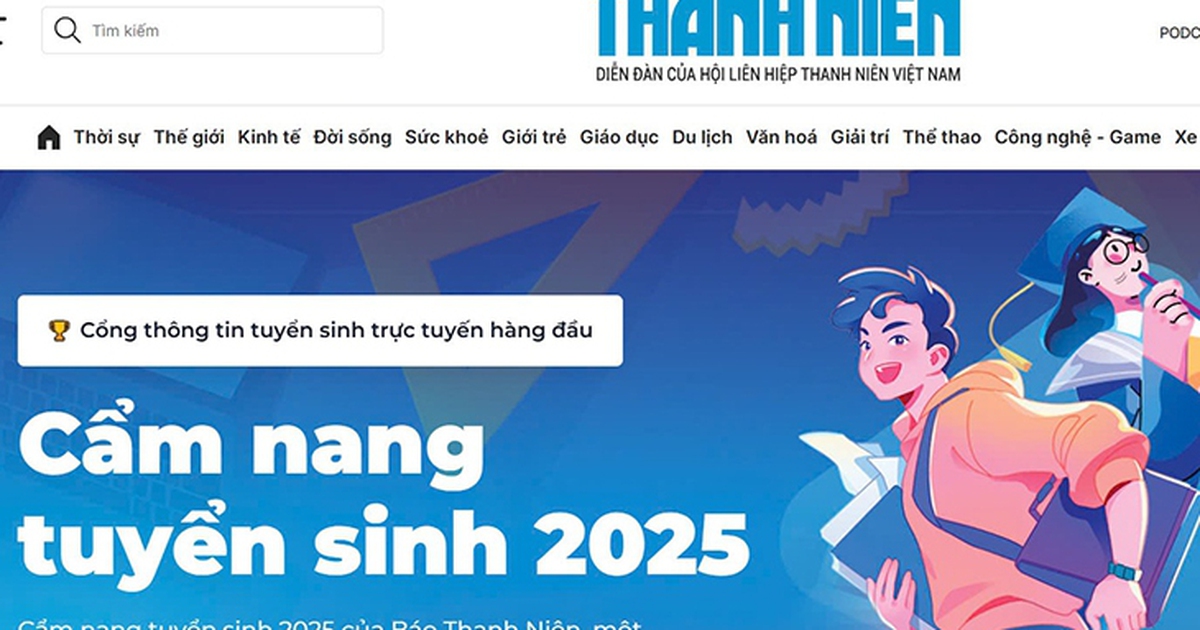 Tìm kiếm
THANH NIÊN
DIỄN ĐÀN CỦA HỘI LIÊN HIỆP THANH NIÊN VIỆT NAM
Thời sự Thế giới Kinh tế Đời sống Sức khoẻ Giới trẻ Giáo dục Du lịch Văn hoá Giải trí Thể thao Công nghệ - Game Xe
Cổng thông tin tuyển sinh trực tuyến hàng đầu
Cẩm nang
tuyển sinh 2025
Cẩm nang tuyển sinh 2025 của Báo Thanh Niên, một